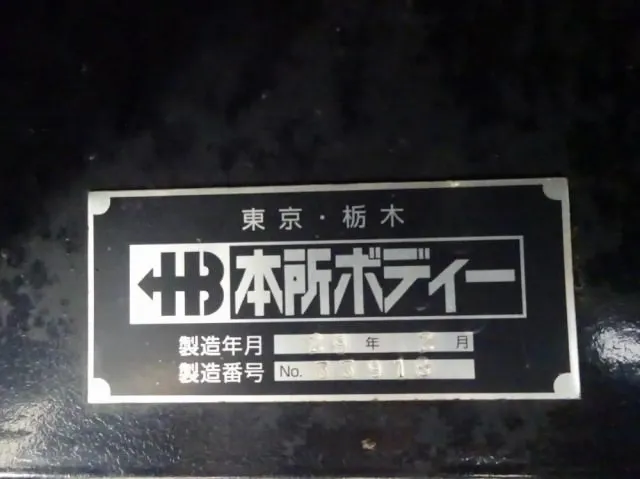 東京・栃木
HB 本所ボディー
製造年月 年 月
製造番号 No.